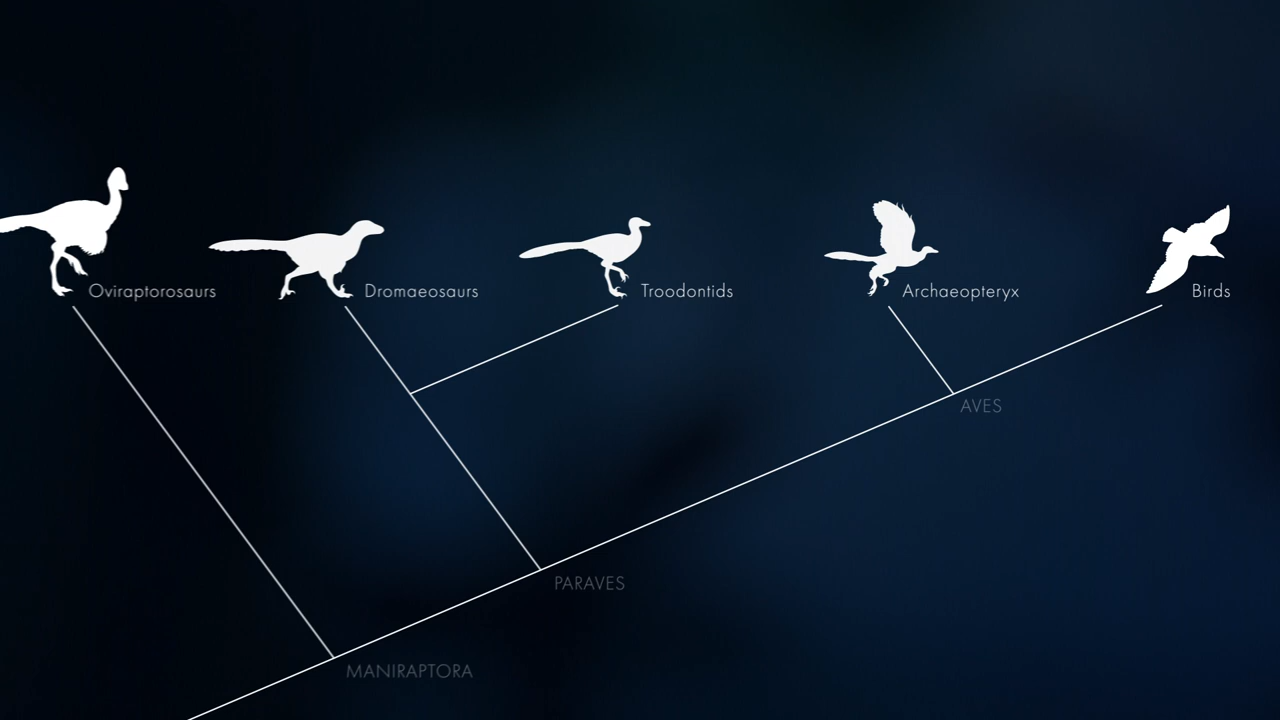 Oviraptorosaurs
Dromaeosaurs
Troodontids
Archaeopteryx
Birds
AVES
PARAVES
MANIRAPTORA